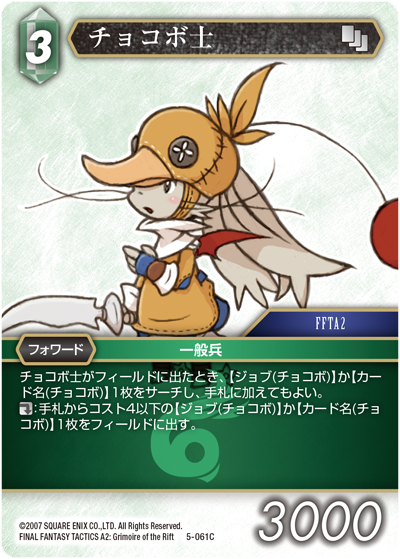 3
チョコボ士
FFTA2
フォワード
一般兵
チョコボ士がフィールドに出たとき、【ジョブ(チョコボ)】か【カー
ド名(チョコボ)】1枚をサーチし、手札に加えてもよい。
:手札からコスト4以下の【ジョブ(チョコボ)】か【カード名(チョ
コボ)】1枚をフィールドに出す。
6
©2007 SQUARE ENIX CO.,LTD. All Rights Reserved.
FINAL FANTASY TACTICS A2: Grimoire of the Rift 5-061C
3000